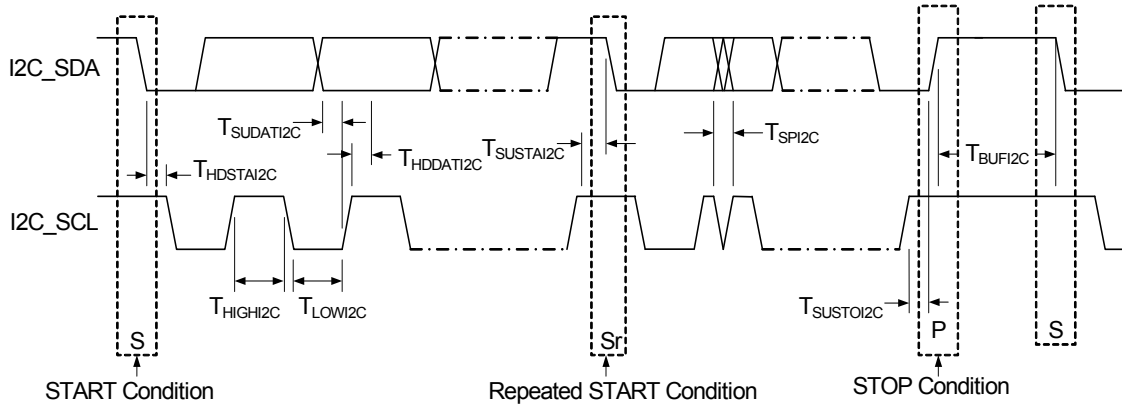 I2C_SDA
T_SUDATI2C
T_SUSTAI2C
T_SPI2C
T_HDDATI2C
T_BUFI2C
T_HDSTAI2C
I2C_SCL
T_HIGHI2C
T_LOWI2C
T_SUSTOI2C
S
Sr
P
S
START Condition
Repeated START Condition
STOP Condition